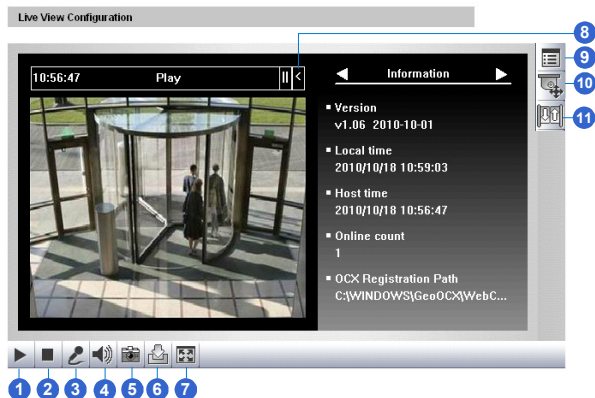 Live View Configuration
8
10:56:47 Play
Information
9
10
11
Version
v1.06 2010-10-01
Local time
2010/10/18 10:59:03
Host time
2010/10/18 10:56:47
Online count
1
OCX Registration Path
C:\WINDOWS\GeoOCX\WebC...
1 2 3 4 5 6 7